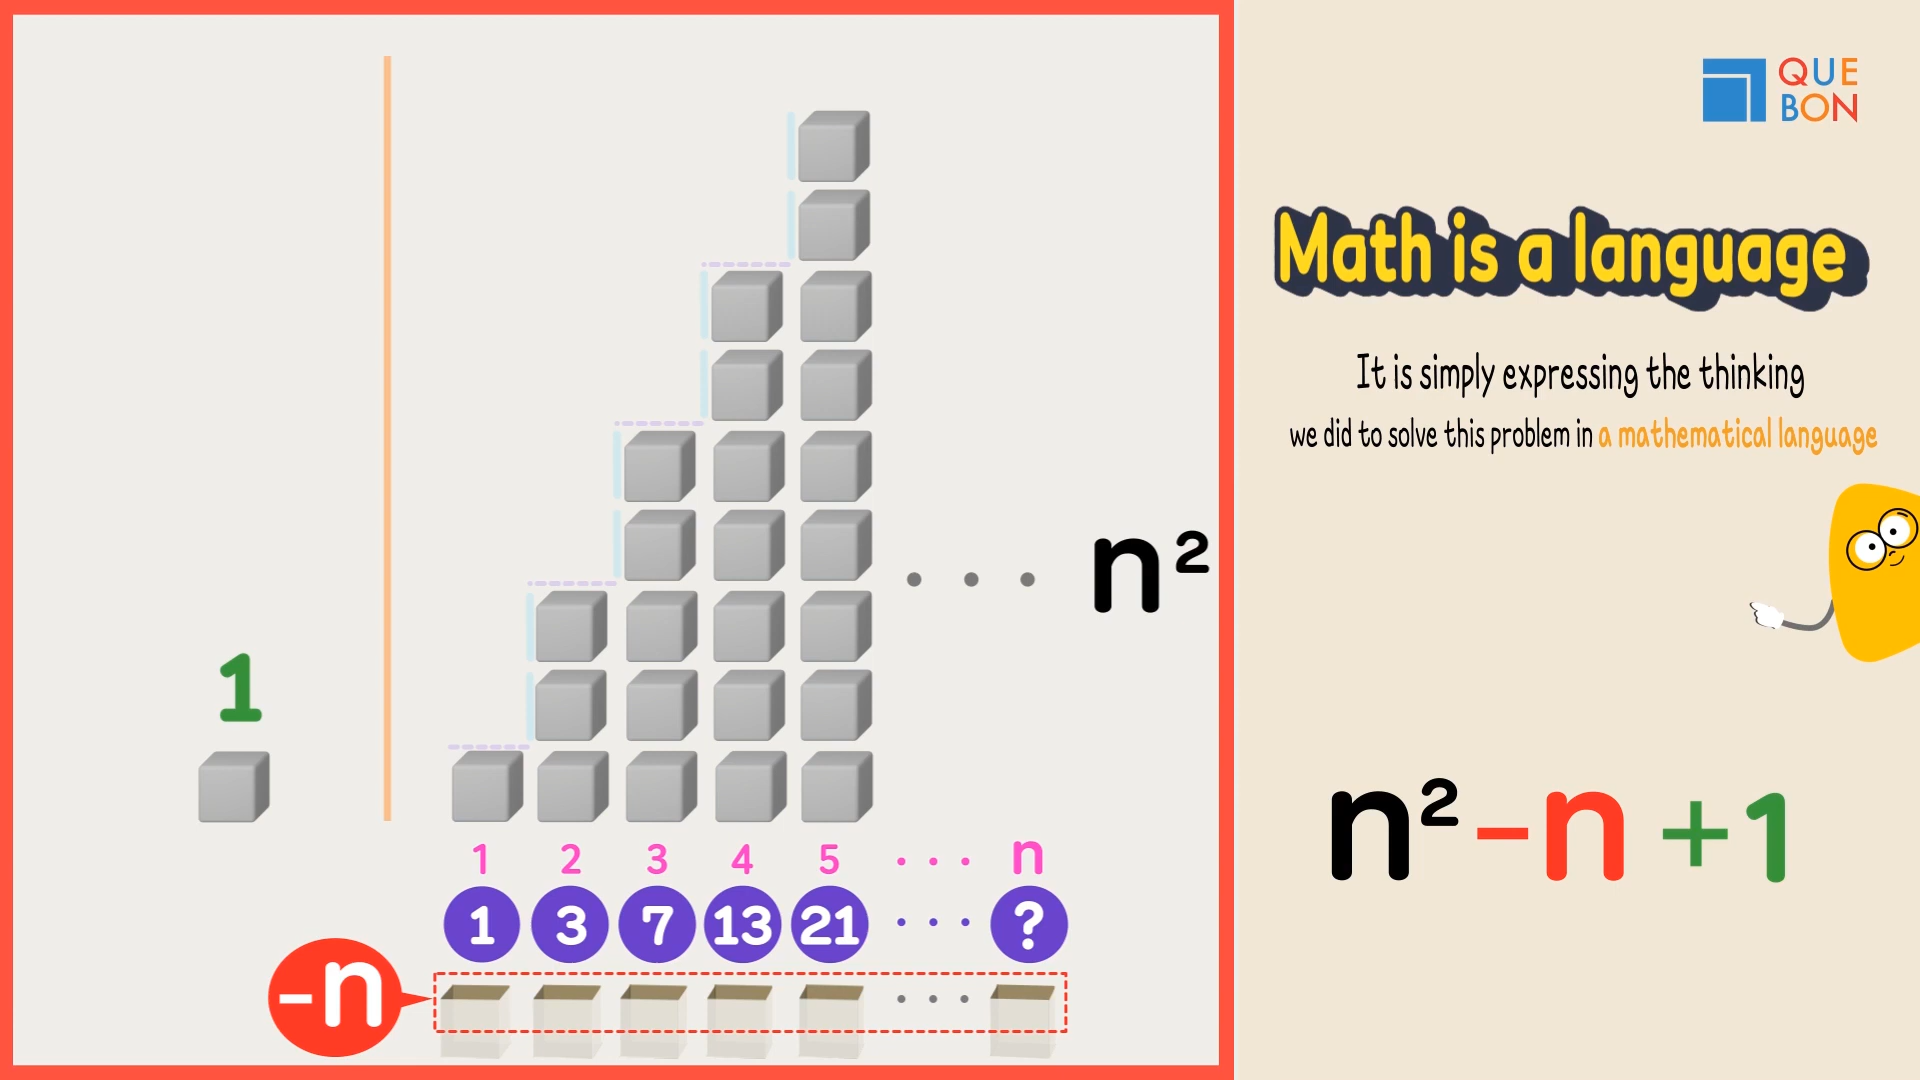 1
n²
1 2 3 4 5 . . . n
1 3 7 13 21 . . . ?
-n . . .
QUE
BON
Math is a language
It is simply expressing the thinking
we did to solve this problem in a mathematical language
n² -n +1